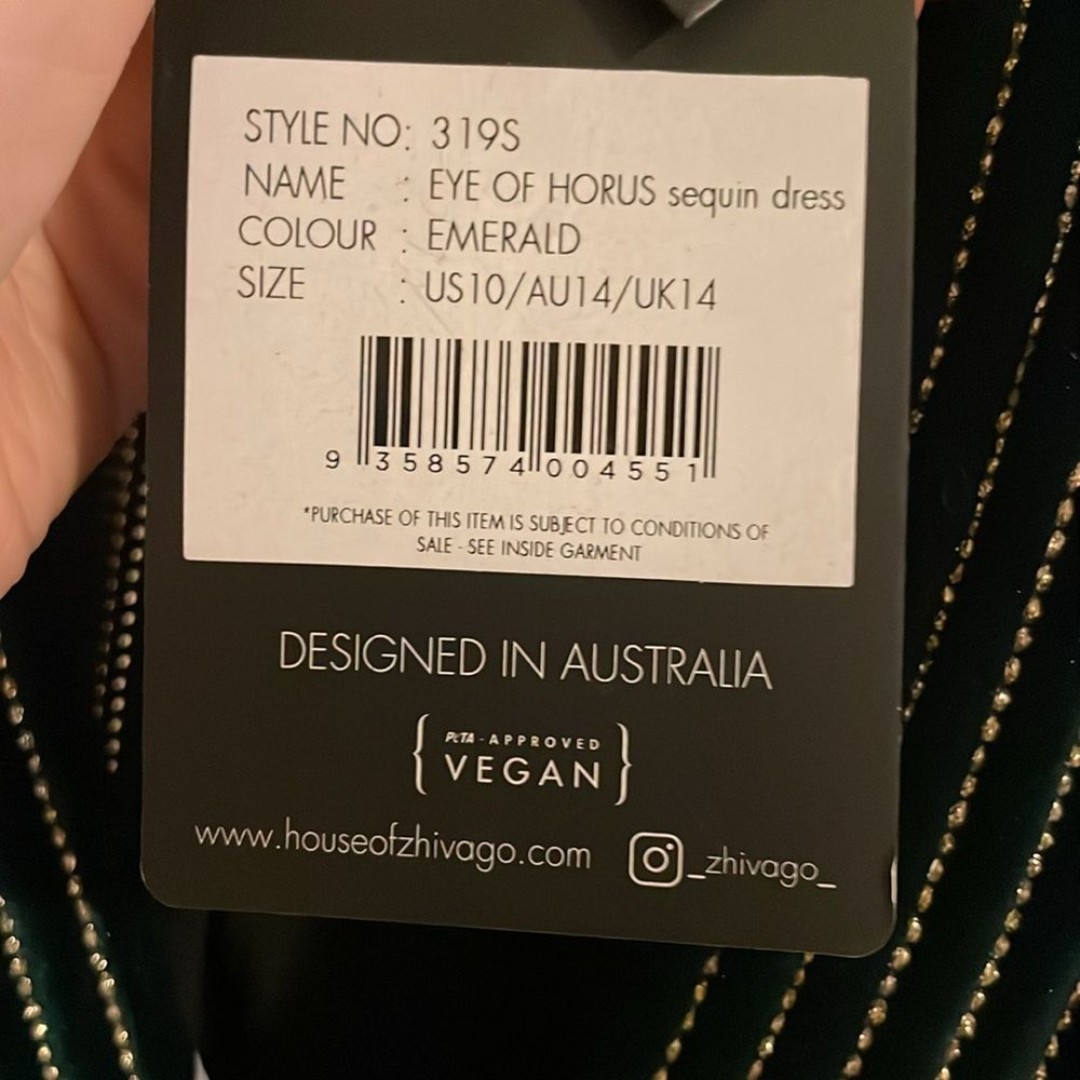 STYLE NO: 319S
NAME : EYE OF HORUS sequin dress
COLOUR : EMERALD
SIZE : US10/AU14/UK14
9 358574 004551
*PURCHASE OF THIS ITEM IS SUBJECT TO CONDITIONS OF
SALE - SEE INSIDE GARMENT
DESIGNED IN AUSTRALIA
PETA-APPROVED
VEGAN
www.houseofzhivago.com _zhivago_